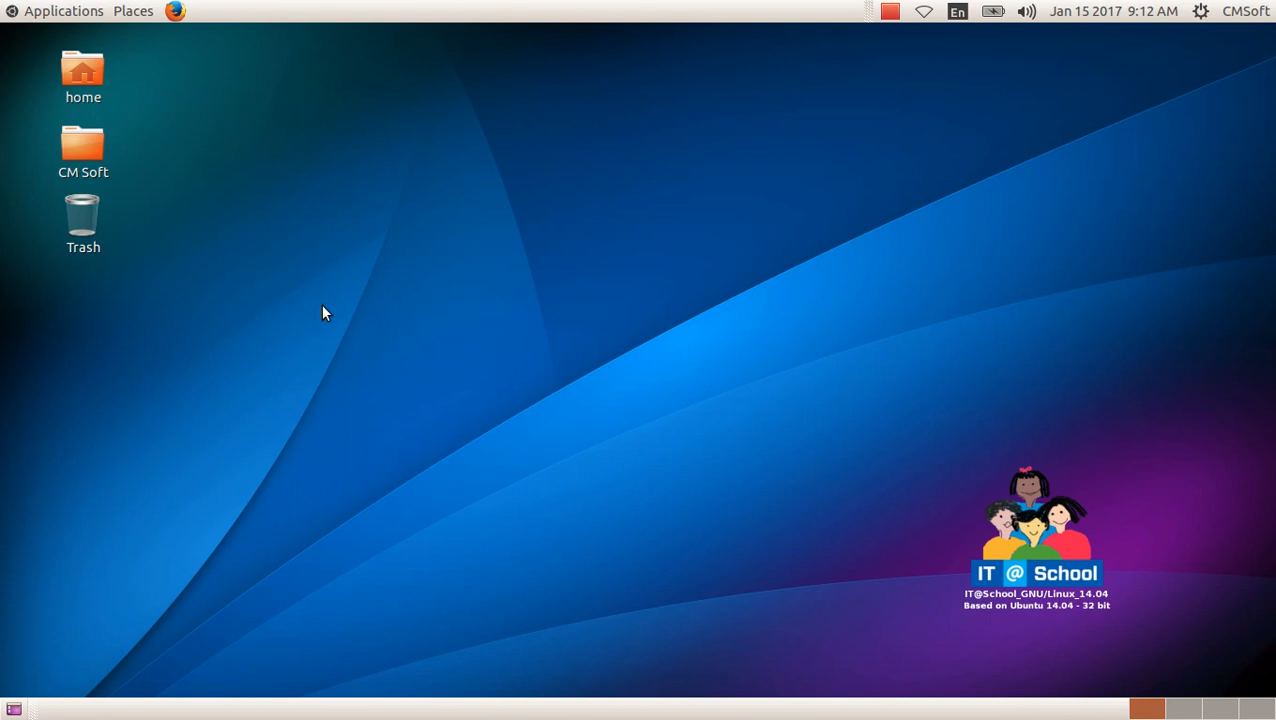 Applications Places En Jan 15 2017 9:12 AM CMSoft
home
CM Soft
Trash
IT @ School
IT@School_GNU/Linux_14.04
Based on Ubuntu 14.04 - 32 bit